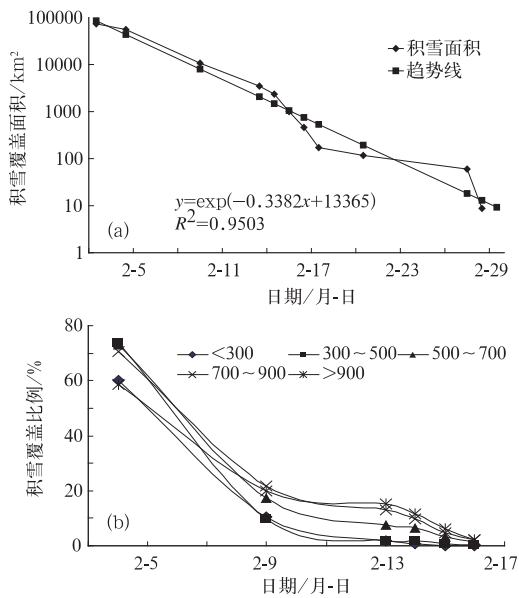 积雪覆盖面积/km²
100000
10000
1000
100
10
1
积雪面积
趋势线
y=exp(−0.3382x+13365)
R²=0.9503
(a)
2-5 2-11 2-17 2-23 2-29
日期/月-日
积雪覆盖比例/%
80
60
40
20
0
<300 300~500 500~700
700~900 >900
(b)
2-5 2-9 2-13 2-17
日期/月-日